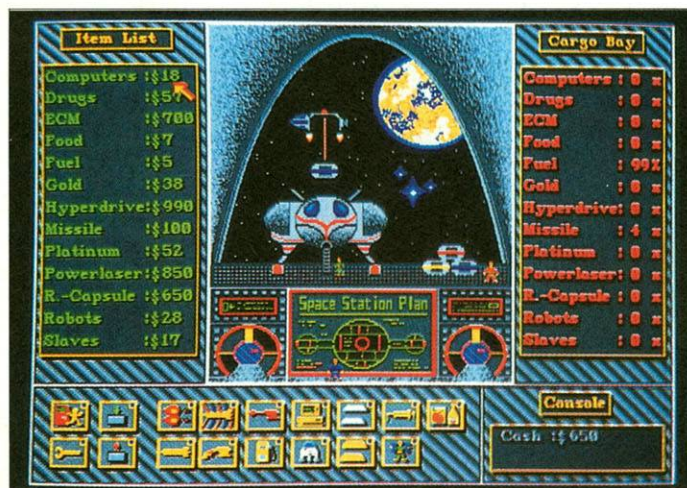 Item List
Computers :$18
Drugs :$57
ECM :$700
Food :$7
Fuel :$5
Gold :$38
Hyperdrive:$990
Missile :$100
Platinum :$52
Powerlaser:$850
R.-Capsule :$650
Robots :$28
Slaves :$17
Space Station Plan
Cargo Bay
Computers : 0 x
Drugs : 0 x
ECM : 0 x
Food : 0 x
Fuel : 99%
Gold : 0 x
Hyperdrive: 0 x
Missile : 4 x
Platinum : 0 x
Powerlaser: 0 x
R.-Capsule : 0 x
Robots : 0 x
Slaves : 0 x
Console
Cash :$650